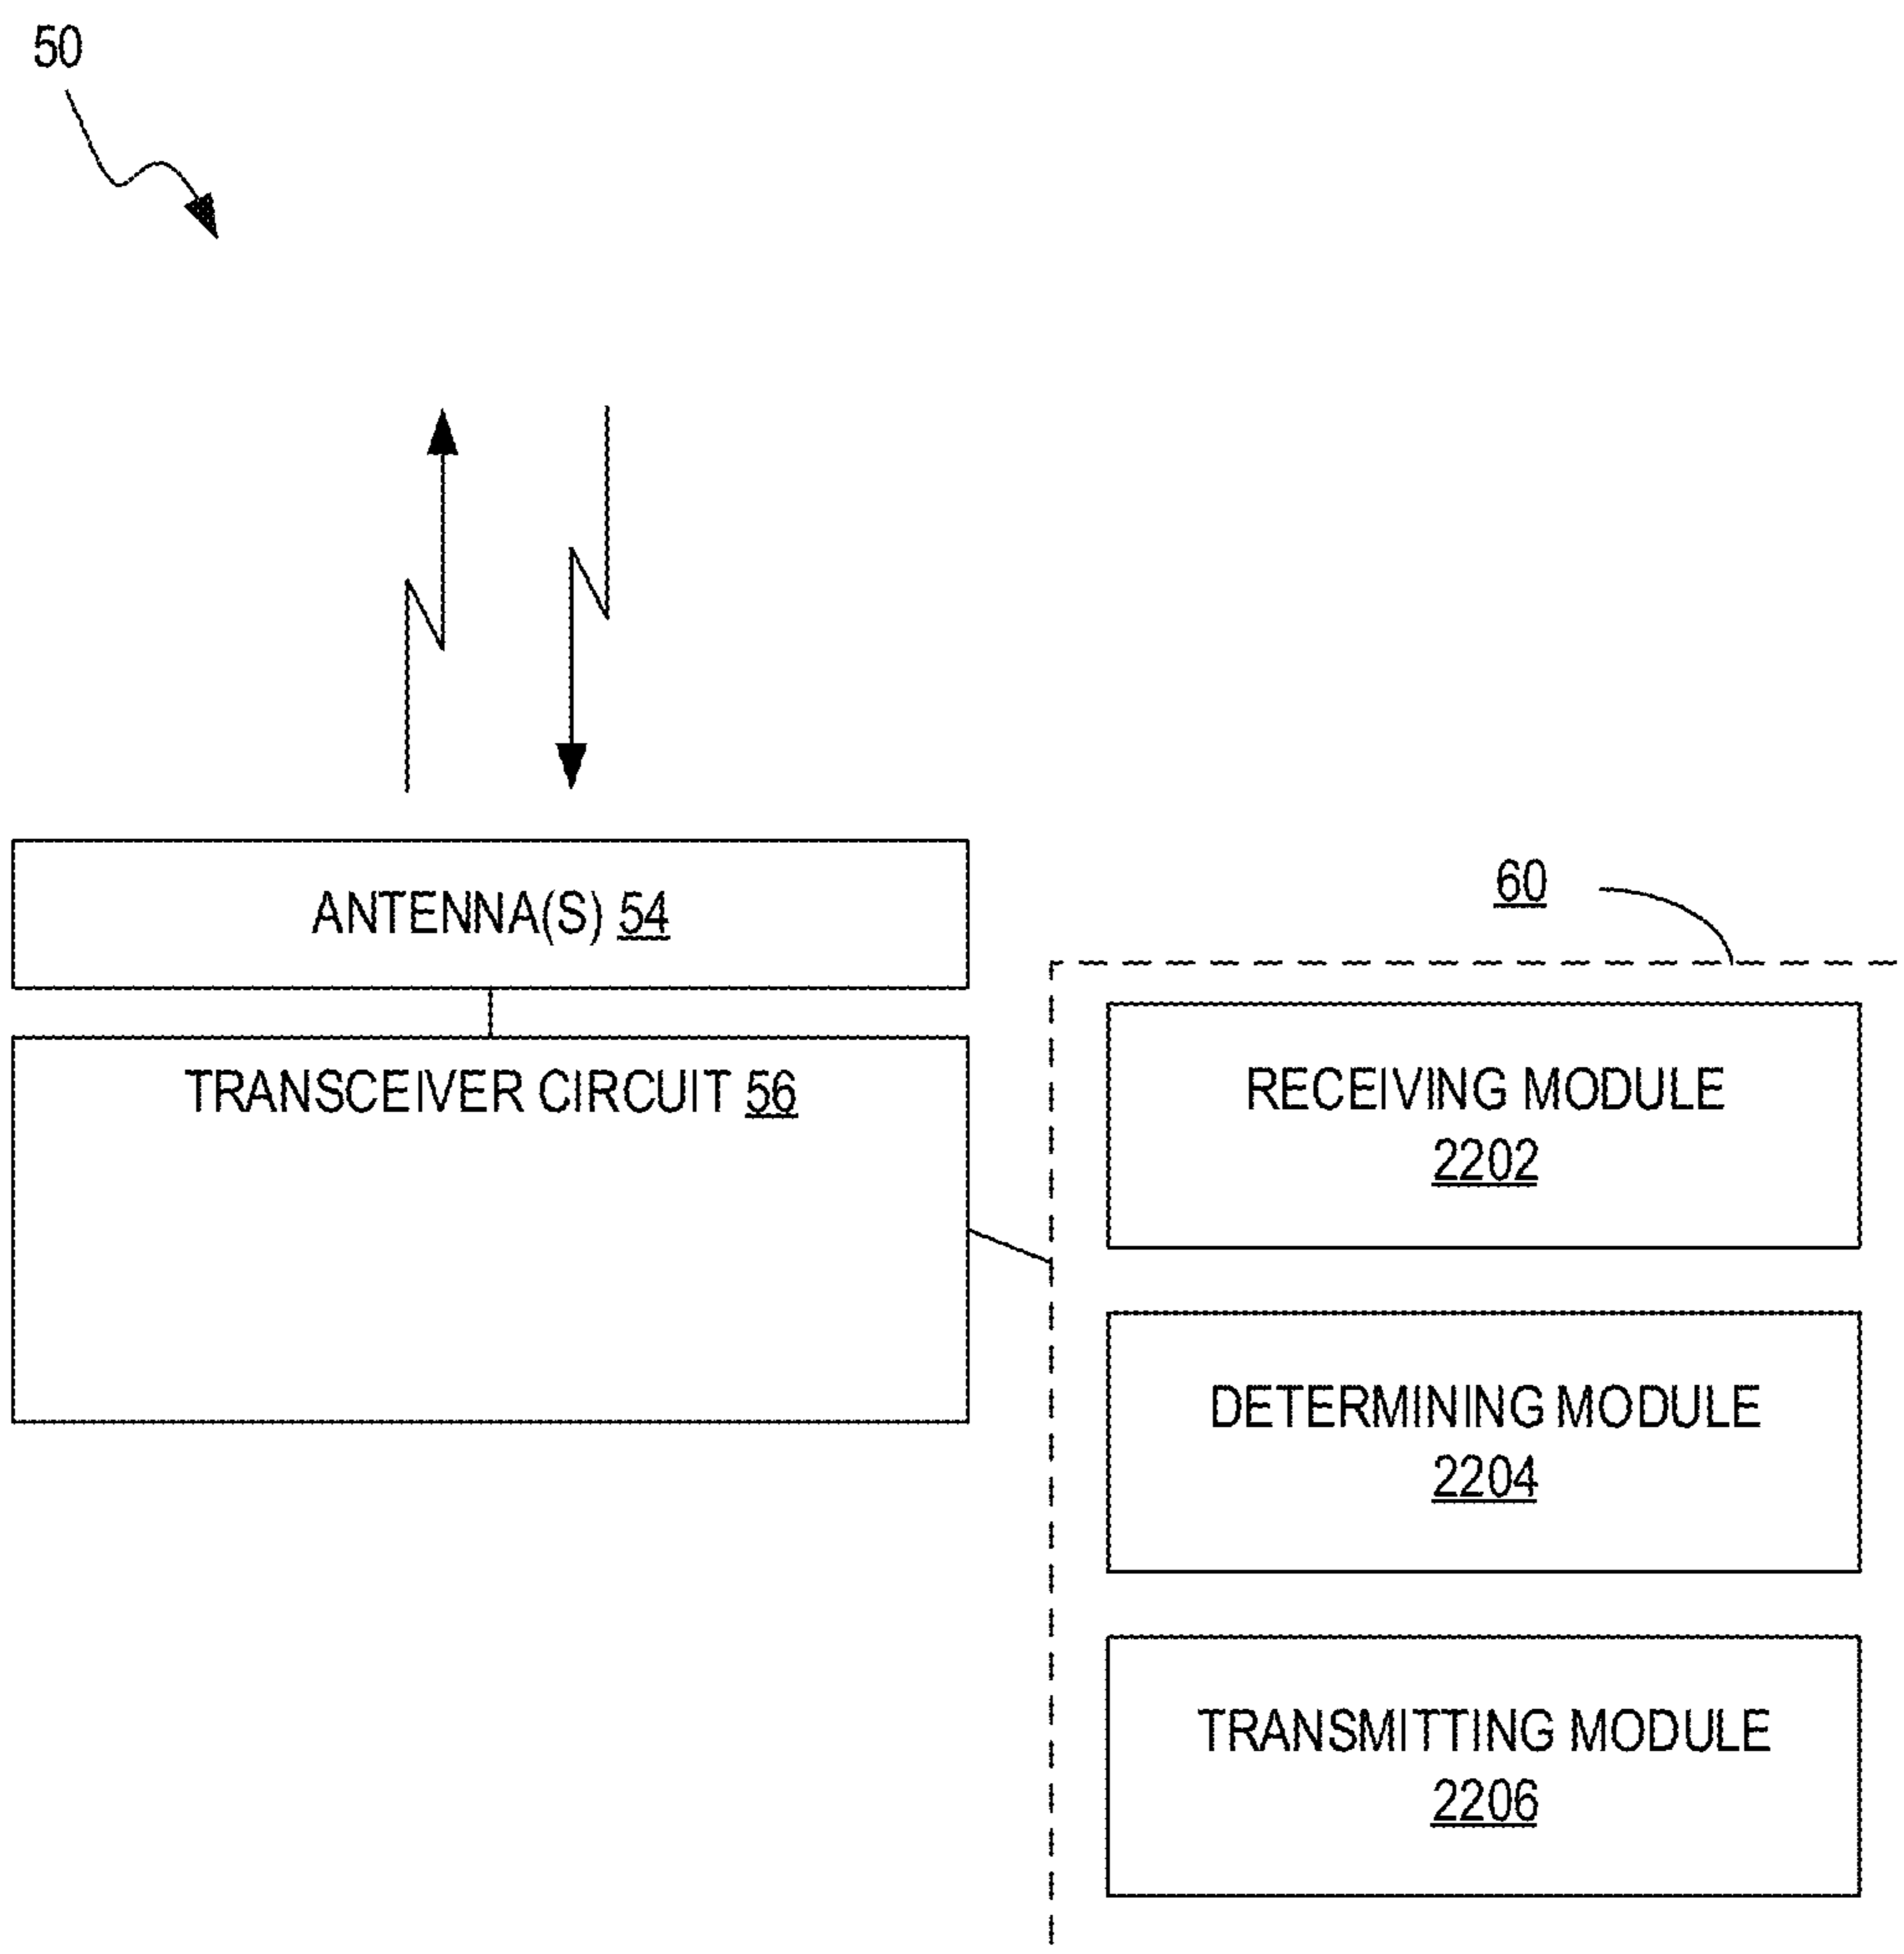 50
ANTENNA(S) 54
60
TRANSCEIVER CIRCUIT 56
RECEIVING MODULE
2202
DETERMINING MODULE
2204
TRANSMITTING MODULE
2206